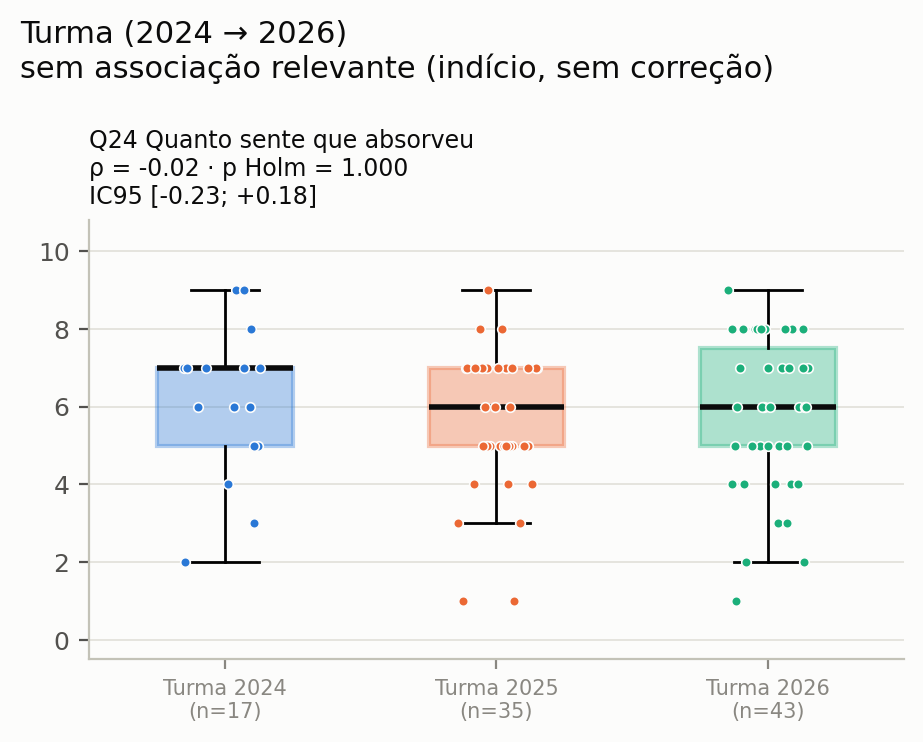 Turma (2024 → 2026)
sem associação relevante (indício, sem correção)
Q24 Quanto sente que absorveu
ρ = -0.02 · p Holm = 1.000
IC95 [-0.23; +0.18]
10
8
6
4
2
0
Turma 2024
(n=17)
Turma 2025
(n=35)
Turma 2026
(n=43)